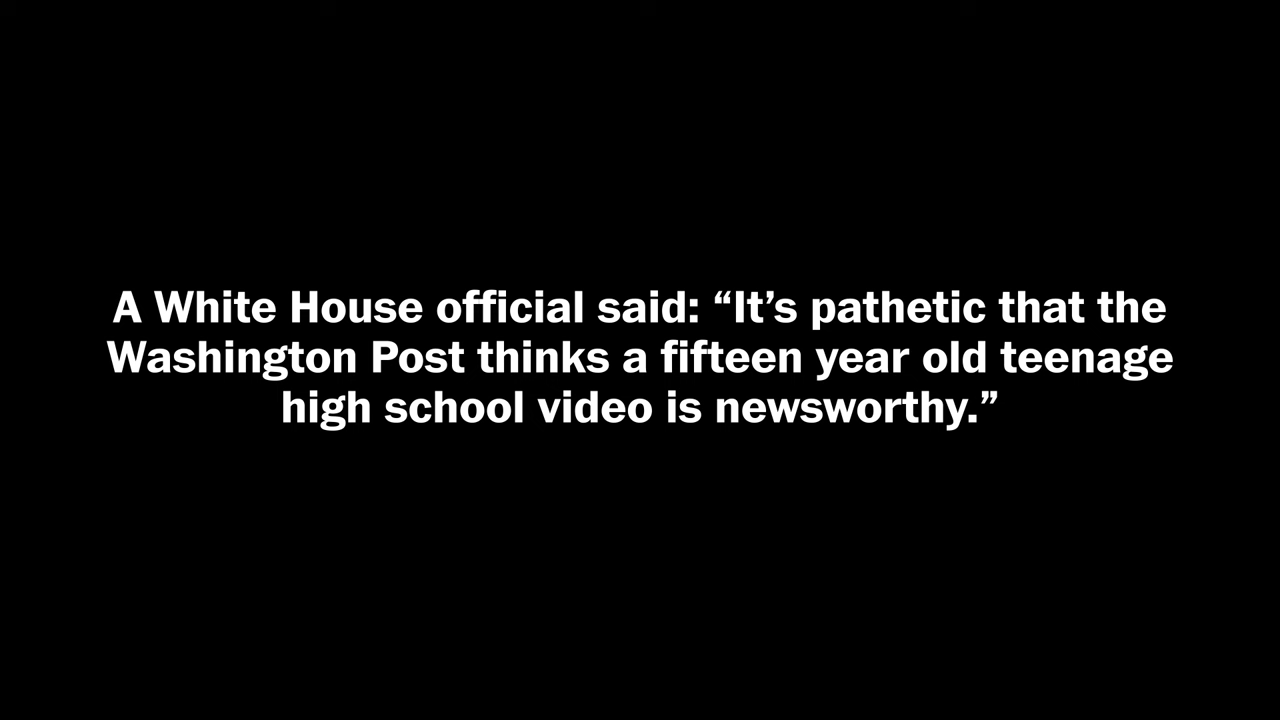 A White House official said: “It’s pathetic that the
Washington Post thinks a fifteen year old teenage
high school video is newsworthy.”